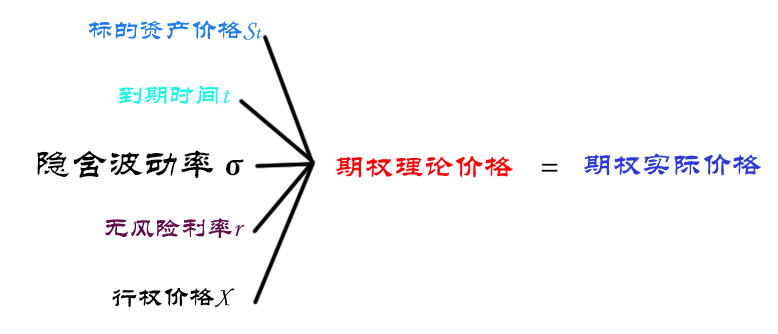 标的资产价格St
到期时间t
隐含波动率 σ
期权理论价格 = 期权实际价格
无风险利率r
行权价格X